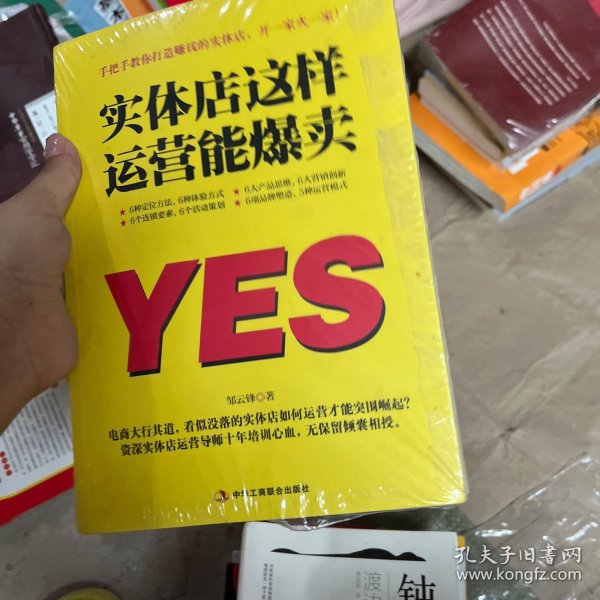 手把手教你打造赚钱的实体店，开一家火一家！
实体店这样
运营能爆卖
★ 6种定位方法，6种体验方式 ★ 6大产品思维，6大营销创新
★ 6个连锁要素，6个活动策划 ★ 6项品牌塑造，5种运营模式
YES
邹云锋 著
电商大行其道，看似没落的实体店如何运营才能突围崛起？
资深实体店运营导师十年培训心血，无保留倾囊相授。
中华工商联合出版社
钝
渡边
孔夫子旧书网
www.kongfz.com